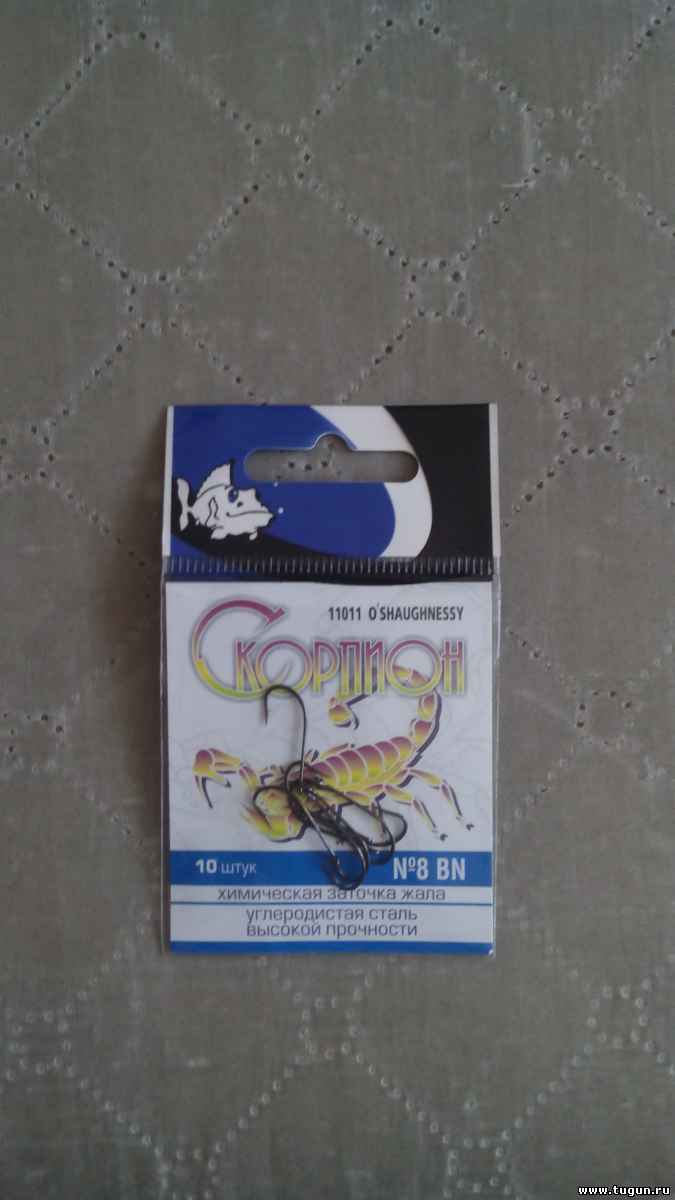 11011 O'SHAUGHNESSY
Скорпион
10 штук
№8 BN
химическая заточка жала
углеродистая сталь
высокой прочности
www.tugun.ru